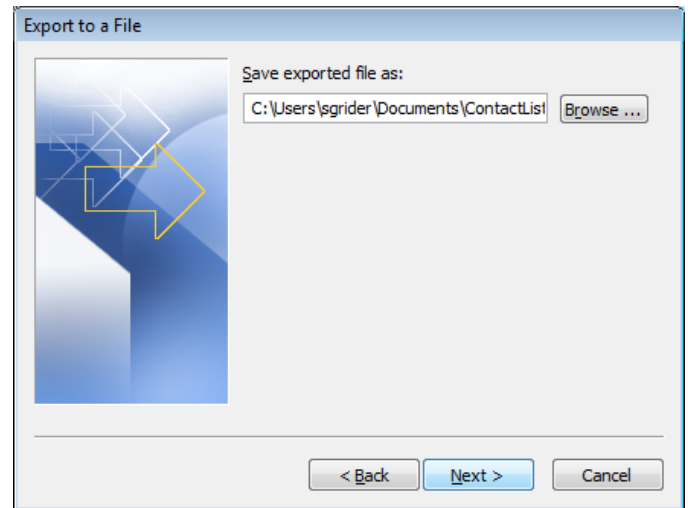 Export to a File
Save exported file as:
C:\Users\sgrider\Documents\ContactList
Browse ...
< Back
Next >
Cancel